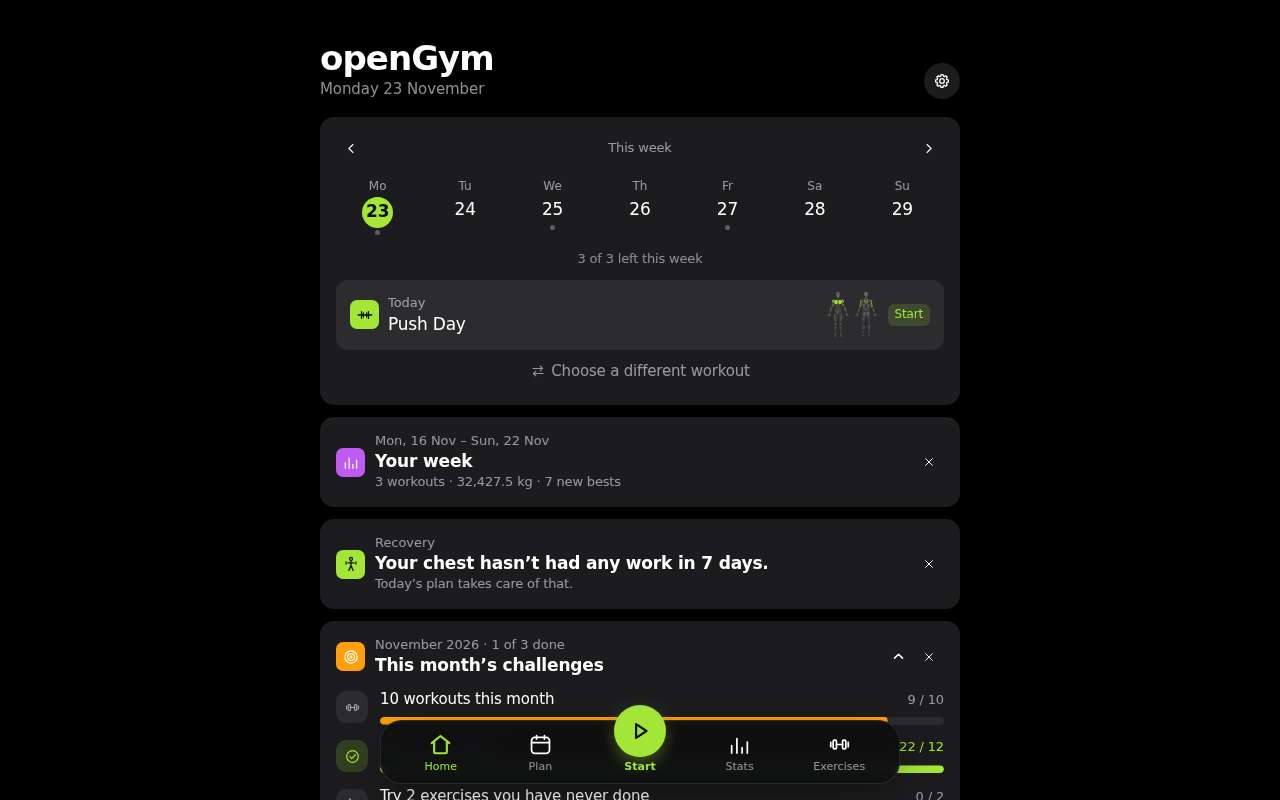 openGym
Monday 23 November
This week
Mo Tu We Th Fr Sa Su
23 24 25 26 27 28 29
3 of 3 left this week
Today
Push Day
Start
Choose a different workout
Mon, 16 Nov – Sun, 22 Nov
Your week
3 workouts · 32,427.5 kg · 7 new bests
Recovery
Your chest hasn’t had any work in 7 days.
Today’s plan takes care of that.
November 2026 · 1 of 3 done
This month’s challenges
10 workouts this month 9 / 10
22 / 12
Home Plan Start Stats Exercises
Try 2 exercises you have never done 0 / 2